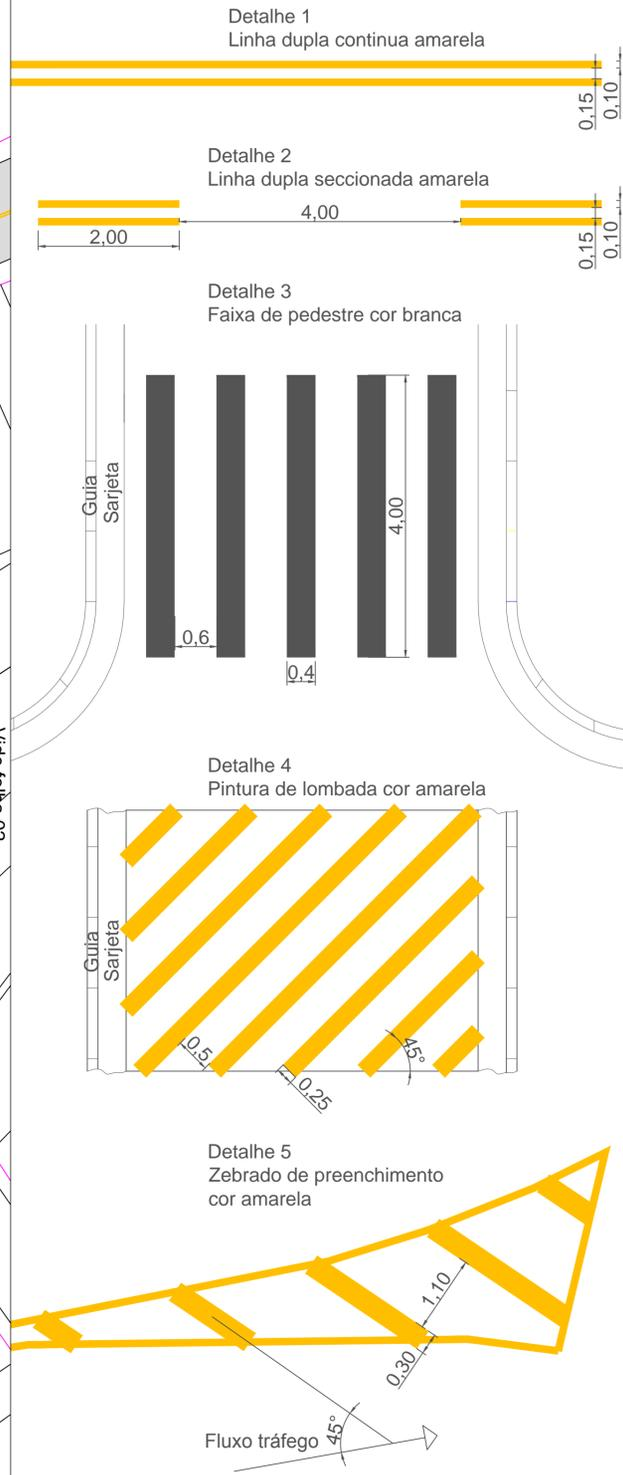 Detalhe 1
Linha dupla continua amarela
0,15
0,10
Detalhe 2
Linha dupla seccionada amarela
4,00
2,00
0,15
0,10
Detalhe 3
Faixa de pedestre cor branca
Guia
Sarjeta
4,00
0,6
0,4
Detalhe 4
Pintura de lombada cor amarela
Guia
Sarjeta
0,5
0,25
45°
Detalhe 5
Zebrado de preenchimento
cor amarela
1,10
0,30
45°
Fluxo tráfego